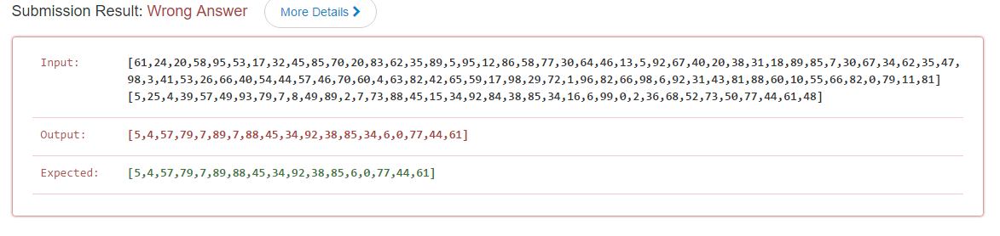 Submission Result: Wrong Answer More Details
Input: [61,24,20,58,95,53,17,32,45,85,70,20,83,62,35,89,5,95,12,86,58,77,30,64,46,13,5,92,67,40,20,38,31,18,89,85,7,30,67,34,62,35,47,
98,3,41,53,26,66,40,54,44,57,46,70,60,4,63,82,42,65,59,17,98,29,72,1,96,82,66,98,6,92,31,43,81,88,60,10,55,66,82,0,79,11,81]
[5,25,4,39,57,49,93,79,7,8,49,89,2,7,73,88,45,15,34,92,84,38,85,34,16,6,99,0,2,36,68,52,73,50,77,44,61,48]
Output: [5,4,57,79,7,89,7,88,45,34,92,38,85,34,6,0,77,44,61]
Expected: [5,4,57,79,7,89,88,45,34,92,38,85,6,0,77,44,61]